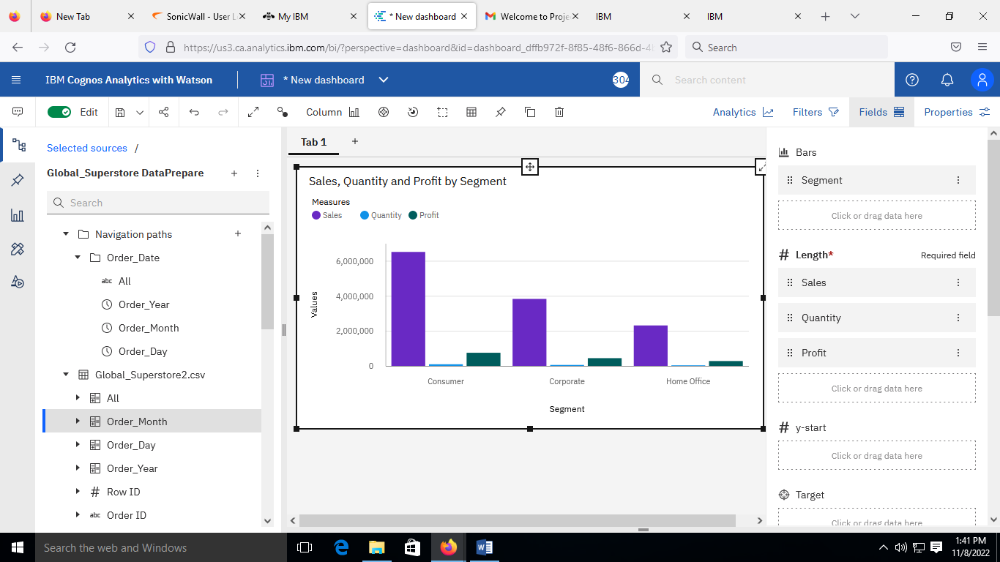 New Tab
SonicWall - User L
My IBM
* New dashboard
Welcome to Proje
IBM
IBM
https://us3.ca.analytics.ibm.com/bi/?perspective=dashboard&id=dashboard_dffb972f-8f85-48f6-866d-4
Search
IBM Cognos Analytics with Watson
* New dashboard
304
Search content
Edit
Column
Analytics
Filters
Fields
Properties
Selected sources /
Global_Superstore DataPrepare
Search
Navigation paths
Order_Date
abc All
Order_Year
Order_Month
Order_Day
Global_Superstore2.csv
All
Order_Month
Order_Day
Order_Year
# Row ID
abc Order ID
Tab 1
Sales, Quantity and Profit by Segment
Measures
Sales Quantity Profit
Values
6,000,000
4,000,000
2,000,000
0
Consumer Corporate Home Office
Segment
Bars
Segment
Click or drag data here
# Length* Required field
Sales
Quantity
Profit
Click or drag data here
# y-start
Click or drag data here
Target
Click or drag data here
Search the web and Windows
1:41 PM
11/8/2022